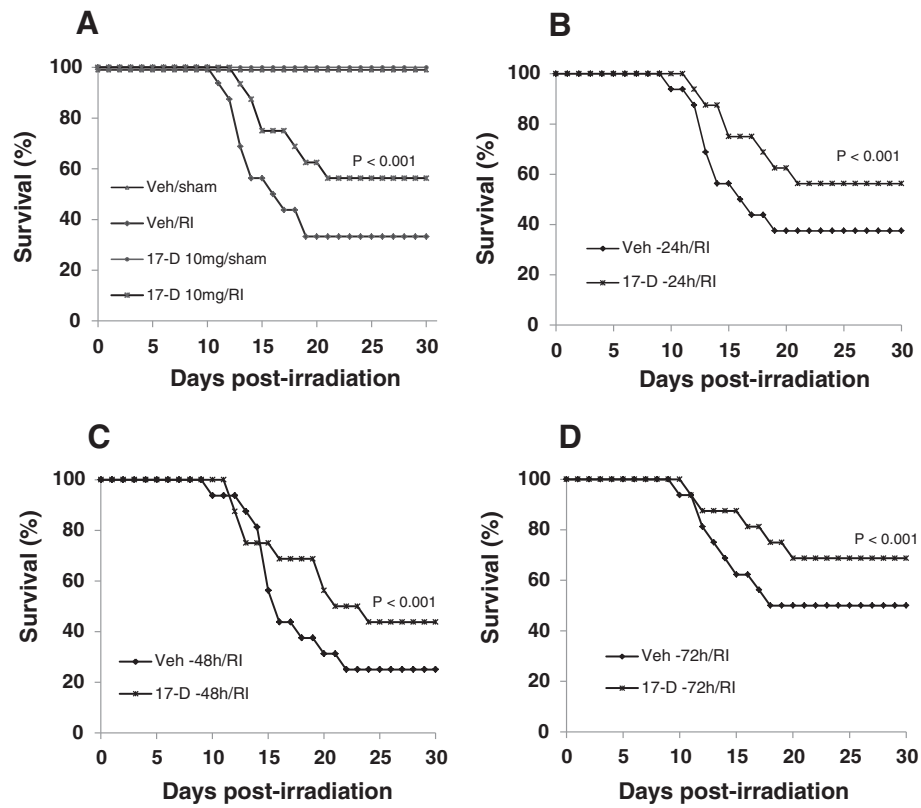 A
Survival (%)
100
80
60
40
20
0
P < 0.001
Veh/sham
Veh/RI
17-D 10mg/sham
17-D 10mg/RI
0 5 10 15 20 25 30
Days post-irradiation
B
Survival (%)
100
80
60
40
20
0
P < 0.001
Veh -24h/RI
17-D -24h/RI
0 5 10 15 20 25 30
Days post-irradiation
C
Survival (%)
100
80
60
40
20
0
P < 0.001
Veh -48h/RI
17-D -48h/RI
0 5 10 15 20 25 30
Days post-irradiation
D
Survival (%)
100
80
60
40
20
0
P < 0.001
Veh -72h/RI
17-D -72h/RI
0 5 10 15 20 25 30
Days post-irradiation